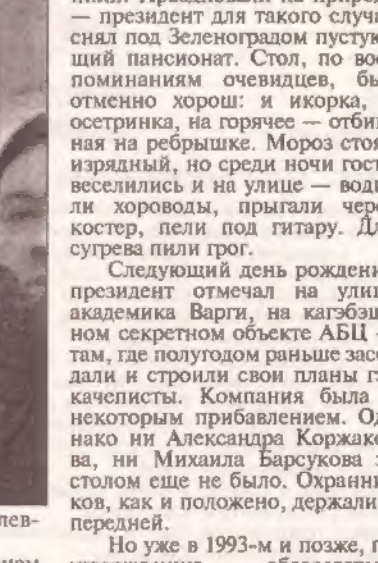 — президент для такого случа
снял под Зеленоградом пустую
щий пансионат. Стол, по вос
поминаниям очевидцев, бы
отменно хорош: и икорка,
осетринка, на горячее — отбив
ная на ребрышке. Мороз стоя
изрядный, но среди ночи гост
веселились и на улице — води
ли хороводы, прыгали чере
костер, пели под гитару. Дл
сугрева пили грог.
Следующий день рождени
президент отмечал на улиц
академика Варги, на кагэбэш
ном секретном объекте АБЦ -
там, где полугодом раньше засе
дали и строили свои планы г
качеписты. Компания была
некоторым прибавлением. Од
нако ни Александра Коржако
ва, ни Михаила Барсукова з
столом еще не было. Охранни
ков, как и положено, держали
лев-
передней.
Но уже в 1993-м и позже, п